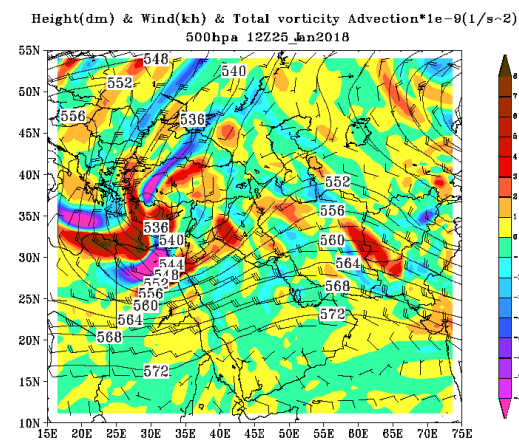 Height(dm) & Wind(kh) & Total vorticity Advection*1e-9(1/s^2)
500hpa 12Z25_Jan2018
55N
50N
45N
40N
35N
30N
25N
20N
15N
10N
15E 20E 25E 30E 35E 40E 45E 50E 55E 60E 65E 70E 75E
548
552
540
556
536
552
536
556
540
560
544
564
548
552
568
556
560
572
564
568
572